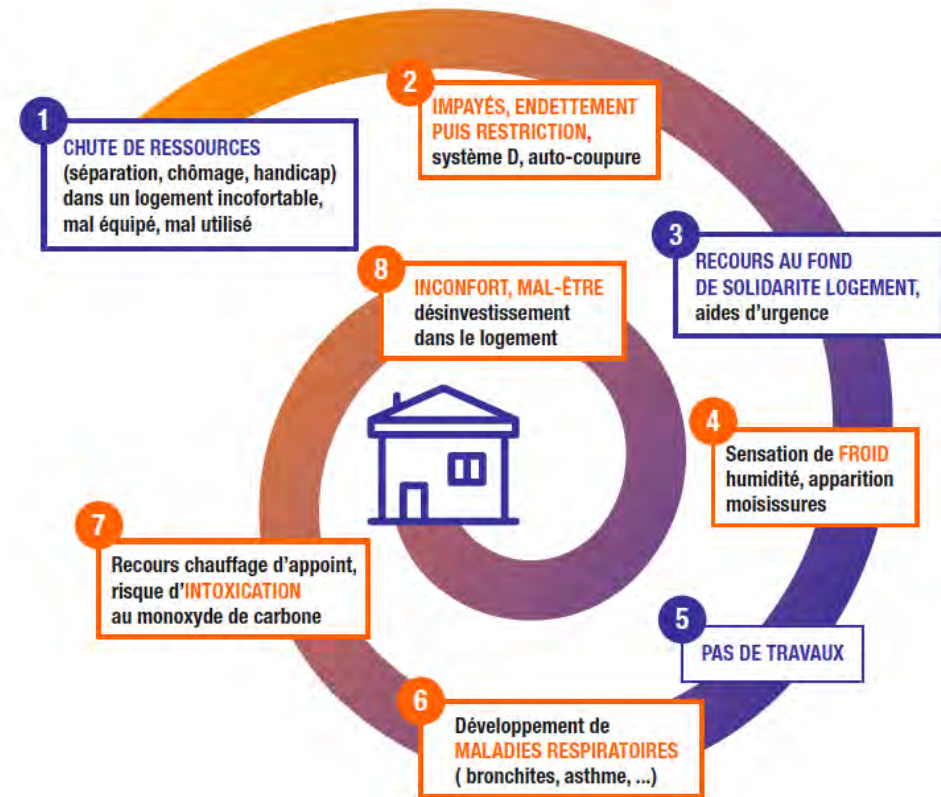 1
CHUTE DE RESSOURCES
(séparation, chômage, handicap)
dans un logement incofortable,
mal équipé, mal utilisé
2
IMPAYÉS, ENDETTEMENT
PUIS RESTRICTION,
système D, auto-coupure
3
RECOURS AU FOND
DE SOLIDARITE LOGEMENT,
aides d'urgence
4
Sensation de FROID
humidité, apparition
moisissures
5
PAS DE TRAVAUX
6
Développement de
MALADIES RESPIRATOIRES
( bronchites, asthme, ...)
7
Recours chauffage d'appoint,
risque d'INTOXICATION
au monoxyde de carbone
8
INCONFORT, MAL-ÊTRE
désinvestissement
dans le logement